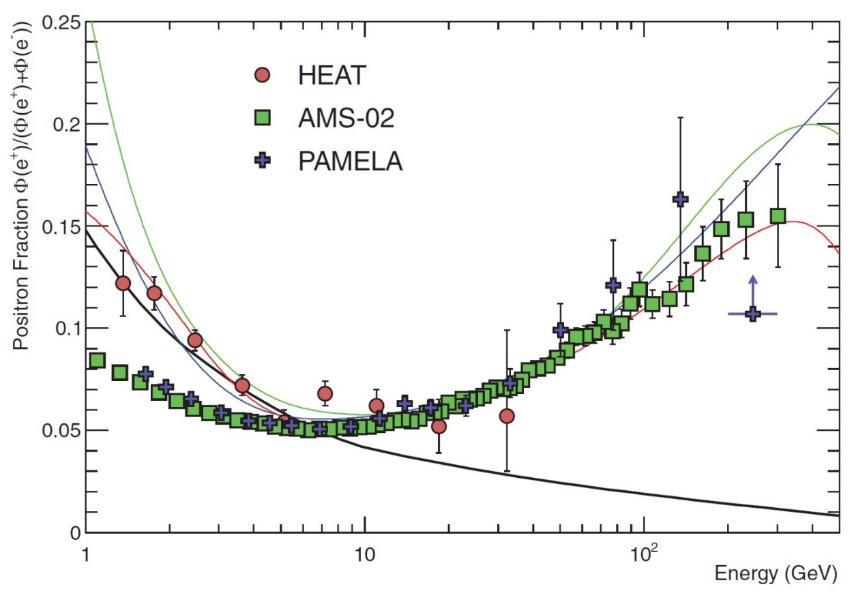 Positron Fraction Φ(e⁺)/(Φ(e⁺)+Φ(e⁻))
0.25
0.2
0.15
0.1
0.05
0
HEAT
AMS-02
PAMELA
1 10 10²
Energy (GeV)